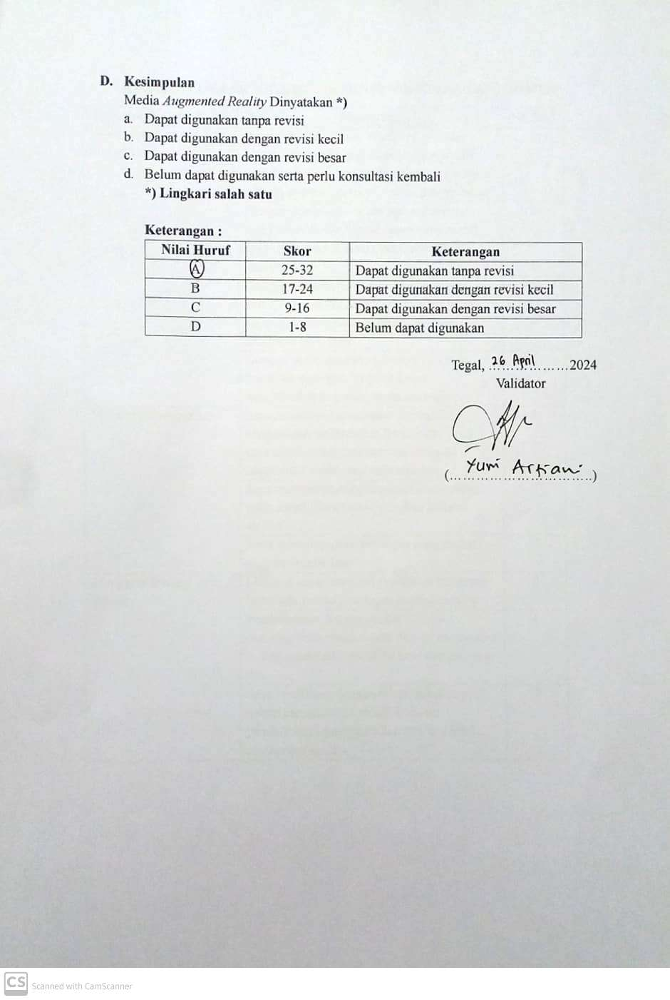 D. Kesimpulan
Media Augmented Reality Dinyatakan *)
a. Dapat digunakan tanpa revisi
b. Dapat digunakan dengan revisi kecil
c. Dapat digunakan dengan revisi besar
d. Belum dapat digunakan serta perlu konsultasi kembali
*) Lingkari salah satu
Keterangan :
Nilai Huruf Skor Keterangan
A 25-32 Dapat digunakan tanpa revisi
B 17-24 Dapat digunakan dengan revisi kecil
C 9-16 Dapat digunakan dengan revisi besar
D 1-8 Belum dapat digunakan
Tegal, 26 April 2024
Validator
(Yuni Artiani)
CS Scanned with CamScanner